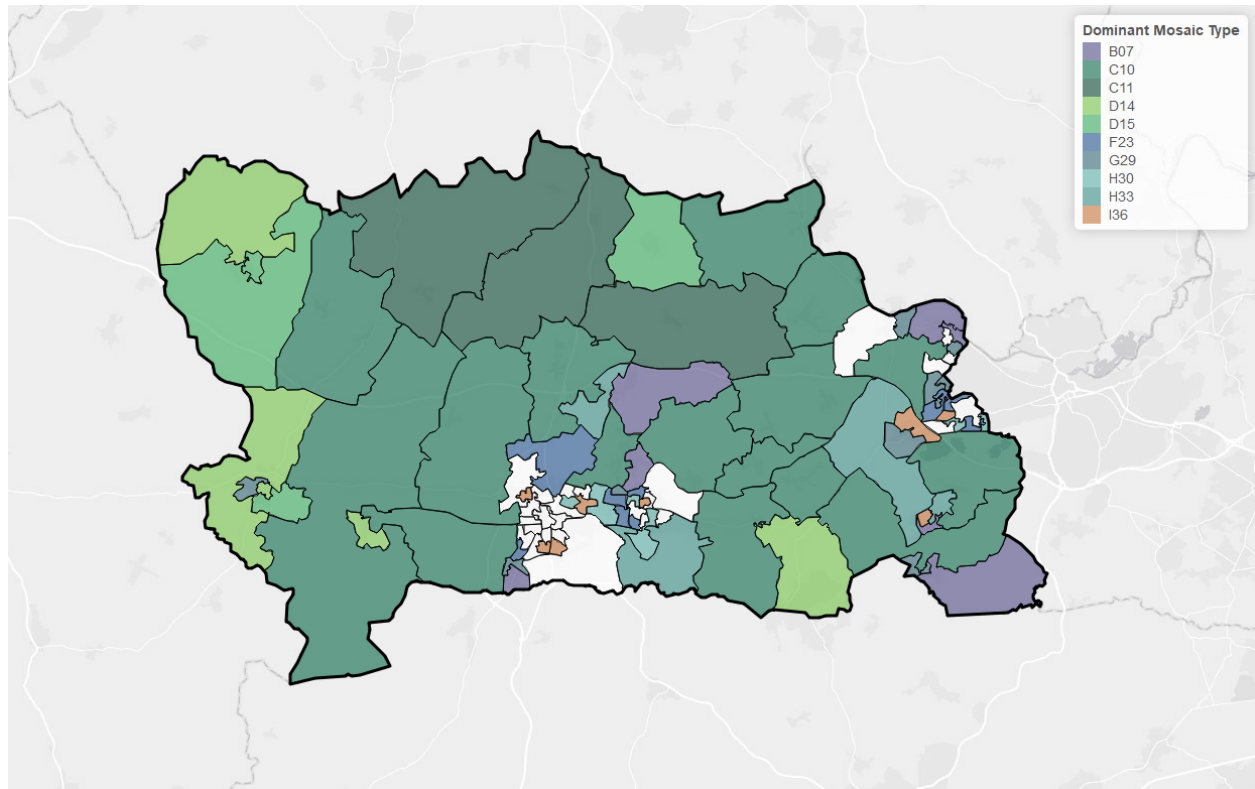 Dominant Mosaic Type
B07
C10
C11
D14
D15
F23
G29
H30
H33
I36